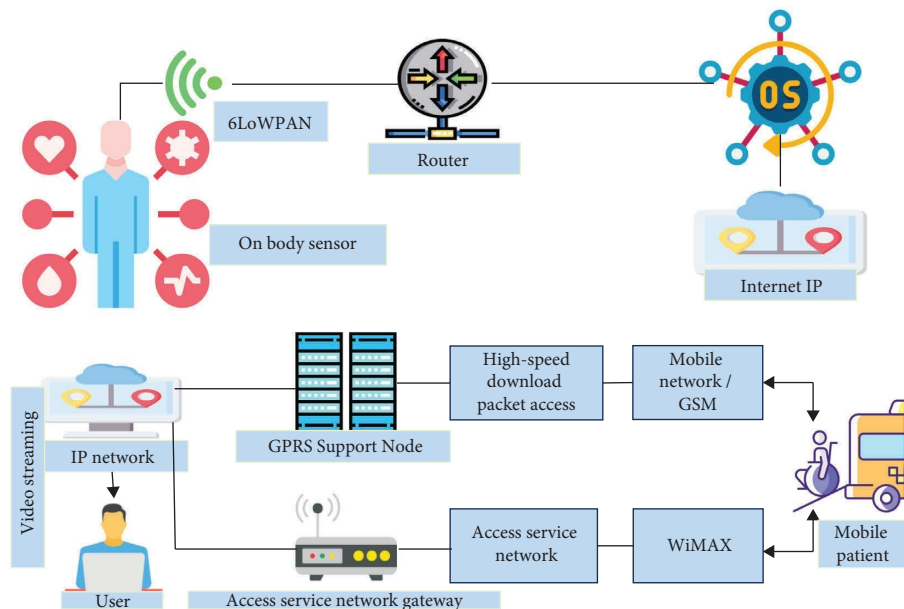 OS
6LoWPAN
Router
On body sensor
Internet IP
Video streaming
IP network
User
GPRS Support Node
High-speed
download
packet access
Mobile
network /
GSM
Access service network gateway
Access service
network
WiMAX
Mobile
patient